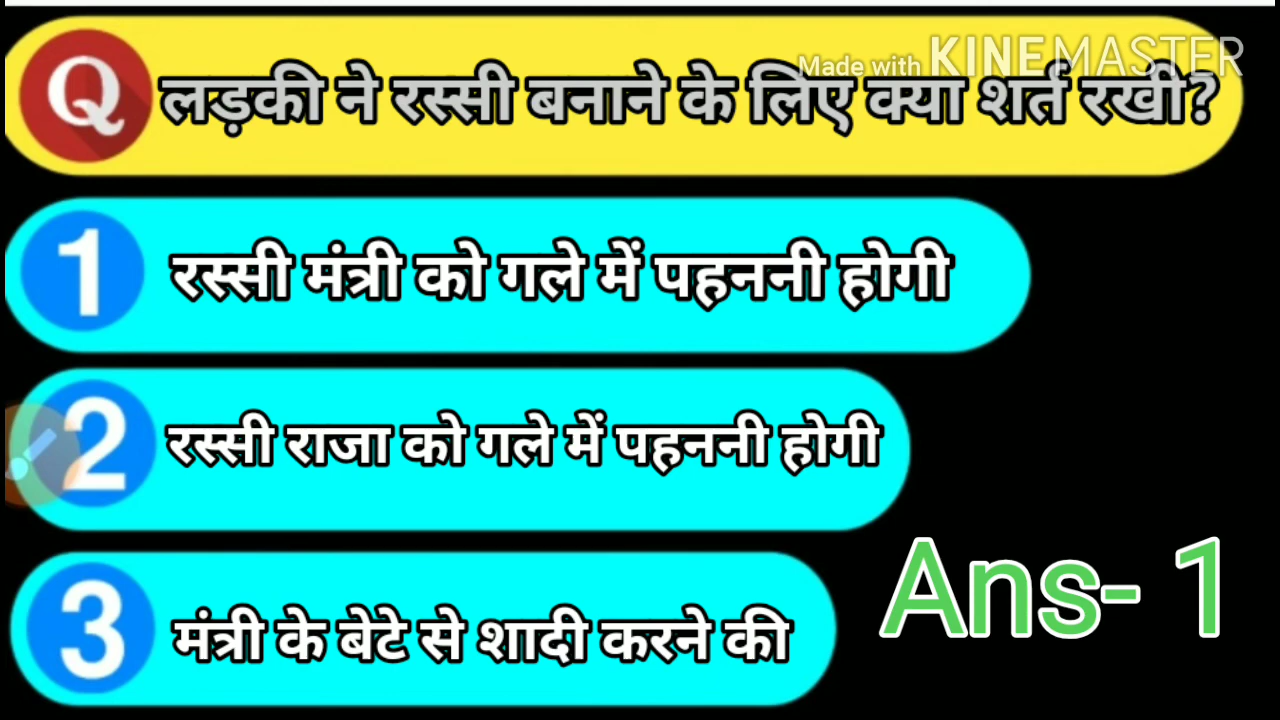 Made with KINEMASTER
Q लड़की ने रस्सी बनाने के लिए क्या शर्त रखी?
1 रस्सी मंत्री को गले में पहननी होगी
2 रस्सी राजा को गले में पहननी होगी
3 मंत्री के बेटे से शादी करने की
Ans- 1